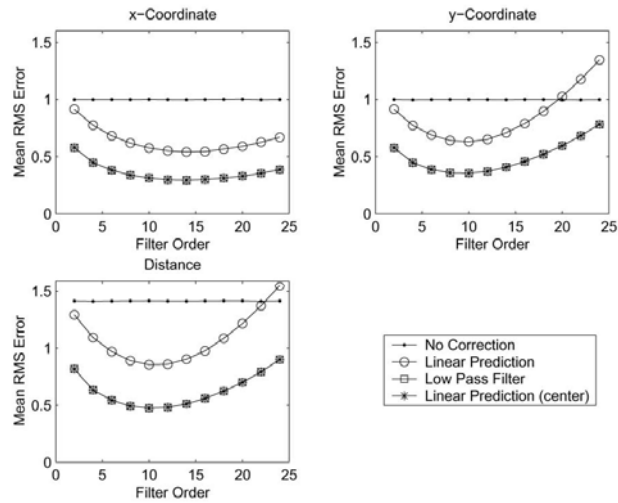 x−Coordinate
1.5
1
0.5
0
Mean RMS Error
0 5 10 15 20 25
Filter Order
y−Coordinate
1.5
1
0.5
0
Mean RMS Error
0 5 10 15 20 25
Filter Order
Distance
1.5
1
0.5
0
Mean RMS Error
0 5 10 15 20 25
Filter Order
No Correction
Linear Prediction
Low Pass Filter
Linear Prediction (center)